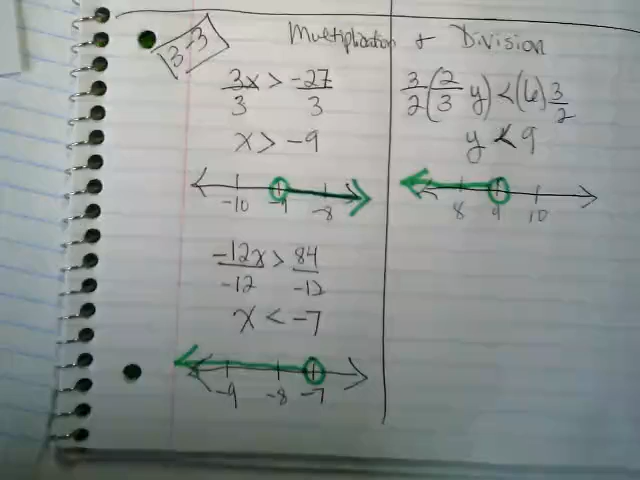 13-3
Multiplication + Division
3x/3 > -27/3
x > -9
-10 -9 -8
-12x/-12 > 84/-12
x < -7
-9 -8 -7
3/2(2/3 y) < (6)3/2
y < 9
8 9 10